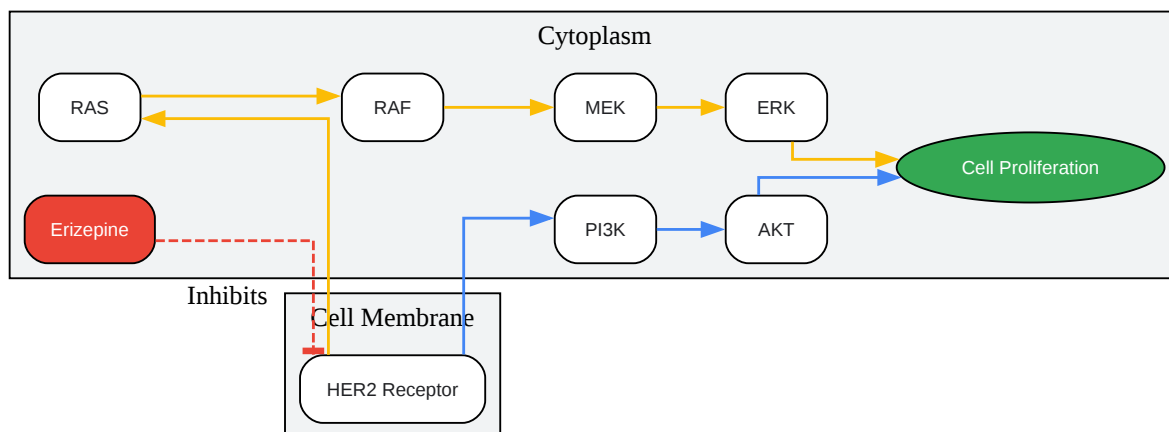 Cytoplasm
RAS
RAF
MEK
ERK
Cell Proliferation
Erizepine
PI3K
AKT
Inhibits
Cell Membrane
HER2 Receptor